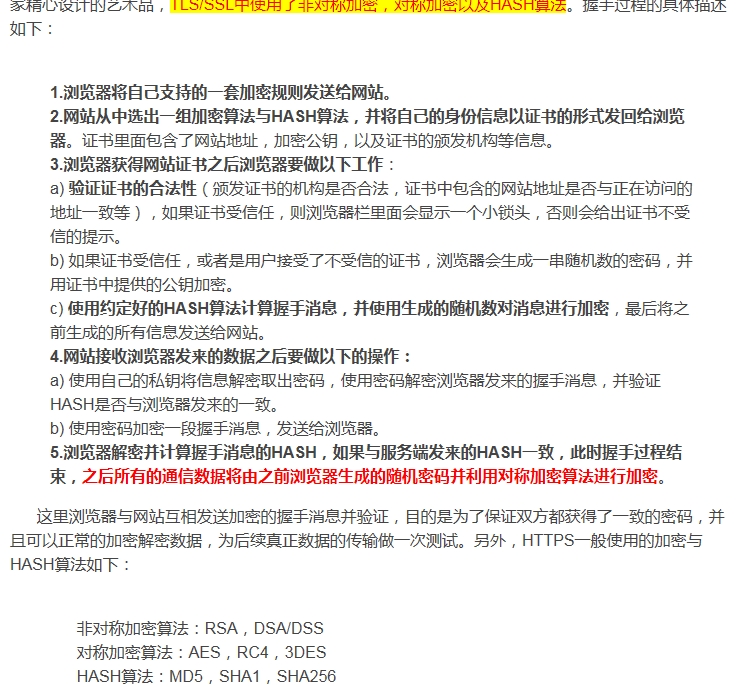 家精心设计的艺术品，TLS/SSL中使用了非对称加密，对称加密以及HASH算法。握手过程的具体描述
如下：
1.浏览器将自己支持的一套加密规则发送给网站。
2.网站从中选出一组加密算法与HASH算法，并将自己的身份信息以证书的形式发回给浏览
器。证书里面包含了网站地址，加密公钥，以及证书的颁发机构等信息。
3.浏览器获得网站证书之后浏览器要做以下工作：
a) 验证证书的合法性（颁发证书的机构是否合法，证书中包含的网站地址是否与正在访问的
地址一致等），如果证书受信任，则浏览器栏里面会显示一个小锁头，否则会给出证书不受
信的提示。
b) 如果证书受信任，或者是用户接受了不受信的证书，浏览器会生成一串随机数的密码，并
用证书中提供的公钥加密。
c) 使用约定好的HASH算法计算握手消息，并使用生成的随机数对消息进行加密，最后将之
前生成的所有信息发送给网站。
4.网站接收浏览器发来的数据之后要做以下的操作：
a) 使用自己的私钥将信息解密取出密码，使用密码解密浏览器发来的握手消息，并验证
HASH是否与浏览器发来的一致。
b) 使用密码加密一段握手消息，发送给浏览器。
5.浏览器解密并计算握手消息的HASH，如果与服务端发来的HASH一致，此时握手过程结
束，之后所有的通信数据将由之前浏览器生成的随机密码并利用对称加密算法进行加密。
这里浏览器与网站互相发送加密的握手消息并验证，目的是为了保证双方都获得了一致的密码，并
且可以正常的加密解密数据，为后续真正数据的传输做一次测试。另外，HTTPS一般使用的加密与
HASH算法如下：
非对称加密算法：RSA，DSA/DSS
对称加密算法：AES，RC4，3DES
HASH算法：MD5，SHA1，SHA256